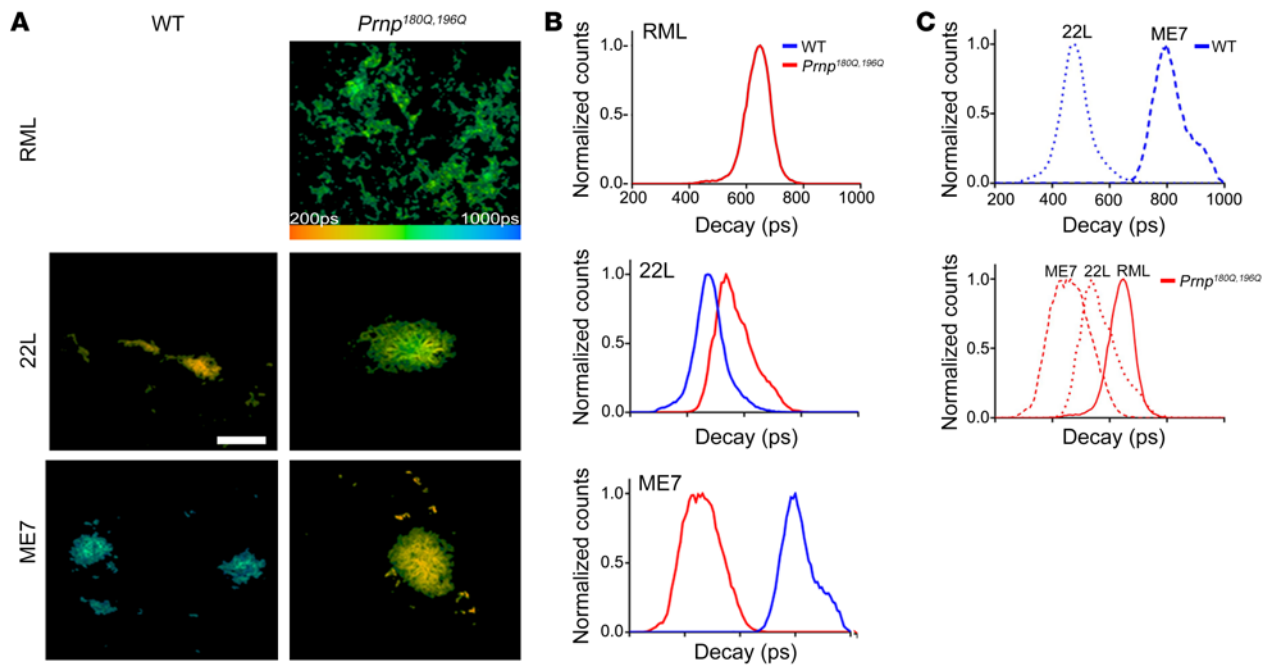 A
WT
Prnp180Q,196Q
RML
200ps
1000ps
22L
ME7
B
RML
WT
Prnp180Q,196Q
Normalized counts
1.0
0.5
0.0
200
400
600
800
1000
Decay (ps)
22L
Normalized counts
1.0
0.5
0.0
Decay (ps)
ME7
Normalized counts
1.0
0.5
0.0
Decay (ps)
C
22L
ME7
WT
Normalized counts
1.0
0.5
0.0
200
400
600
800
1000
Decay (ps)
ME7 22L RML
Prnp180Q,196Q
Normalized counts
1.0
0.5
0.0
Decay (ps)